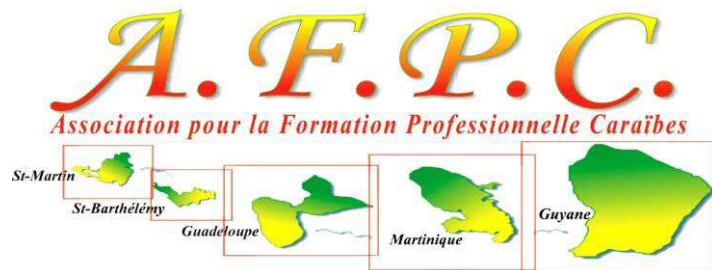 A. F. P. C.
Association pour la Formation Professionnelle Caraïbes
St-Martin
St-Barthélémy
Guadeloupe
Martinique
Guyane